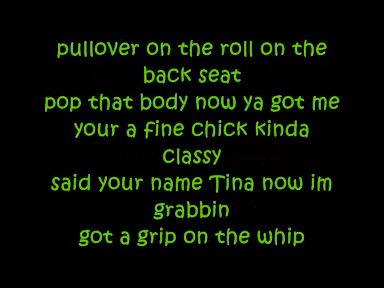 pullover on the roll on the
back seat
pop that body now ya got me
your a fine chick kinda
classy
said your name Tina now im
grabbin
got a grip on the whip